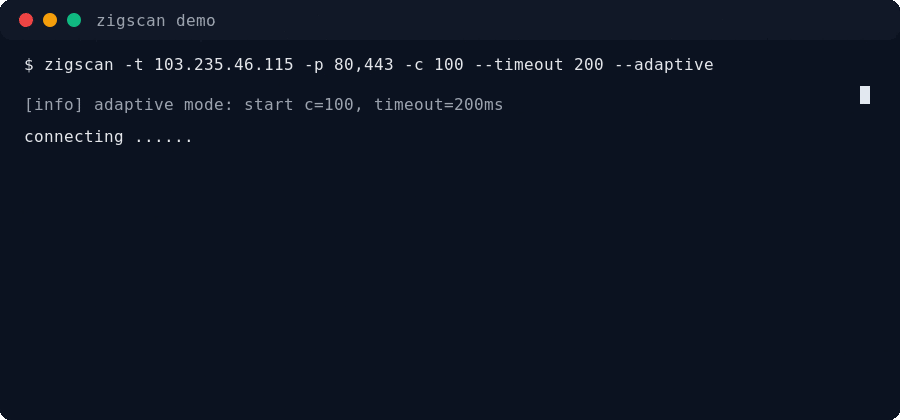 zigscan demo
$ zigscan -t 103.235.46.115 -p 80,443 -c 100 --timeout 200 --adaptive
[info] adaptive mode: start c=100, timeout=200ms
connecting ......